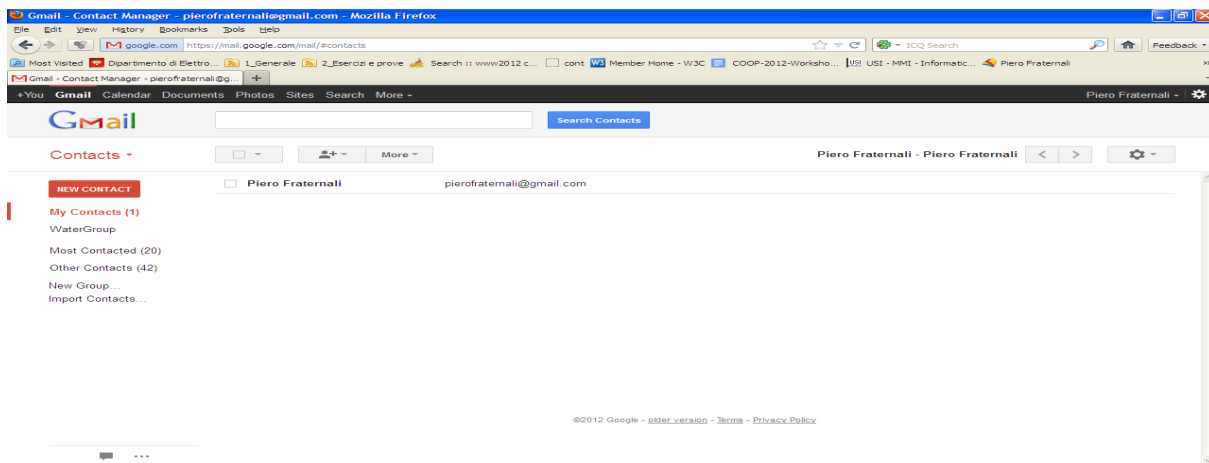 Gmail - Contact Manager - pierofraternali@gmail.com - Mozilla Firefox
File Edit View History Bookmarks Tools Help
google.com https://mail.google.com/mail/#contacts ICQ Search Feedback
Most Visited Dipartimento di Elettro... 1_Generale 2_Esercizi e prove Search :: www2012 c... cont W3 Member Home - W3C COOP-2012-Worksho... USI USI - MMI - Informatic... Piero Fraternali
Gmail - Contact Manager - pierofraternali@g... +
+You Gmail Calendar Documents Photos Sites Search More Piero Fraternali
Gmail Search Contacts
Contacts More Piero Fraternali - Piero Fraternali < >
NEW CONTACT Piero Fraternali pierofraternali@gmail.com
My Contacts (1)
WaterGroup
Most Contacted (20)
Other Contacts (42)
New Group...
Import Contacts...
©2012 Google - older version - Terms - Privacy Policy